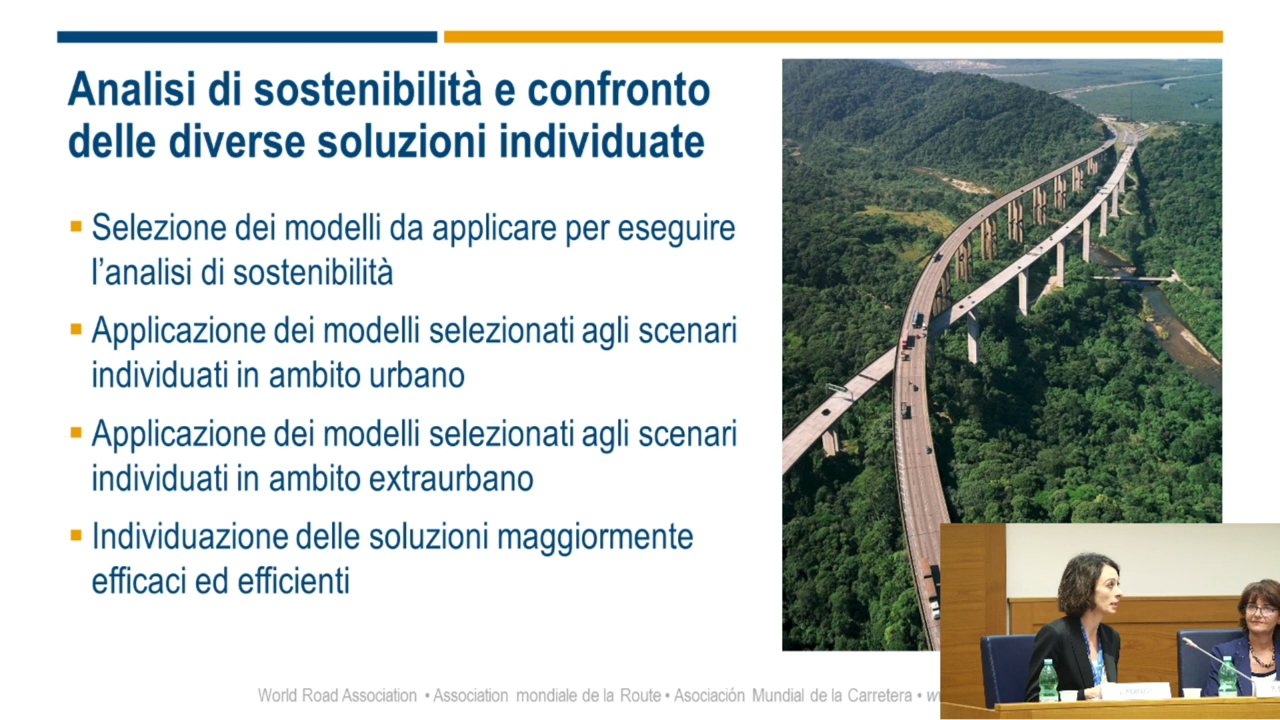 Analisi di sostenibilità e confronto
delle diverse soluzioni individuate
▪ Selezione dei modelli da applicare per eseguire
l’analisi di sostenibilità
▪ Applicazione dei modelli selezionati agli scenari
individuati in ambito urbano
▪ Applicazione dei modelli selezionati agli scenari
individuati in ambito extraurbano
▪ Individuazione delle soluzioni maggiormente
efficaci ed efficienti
World Road Association • Association mondiale de la Route • Asociación Mundial de la Carretera •